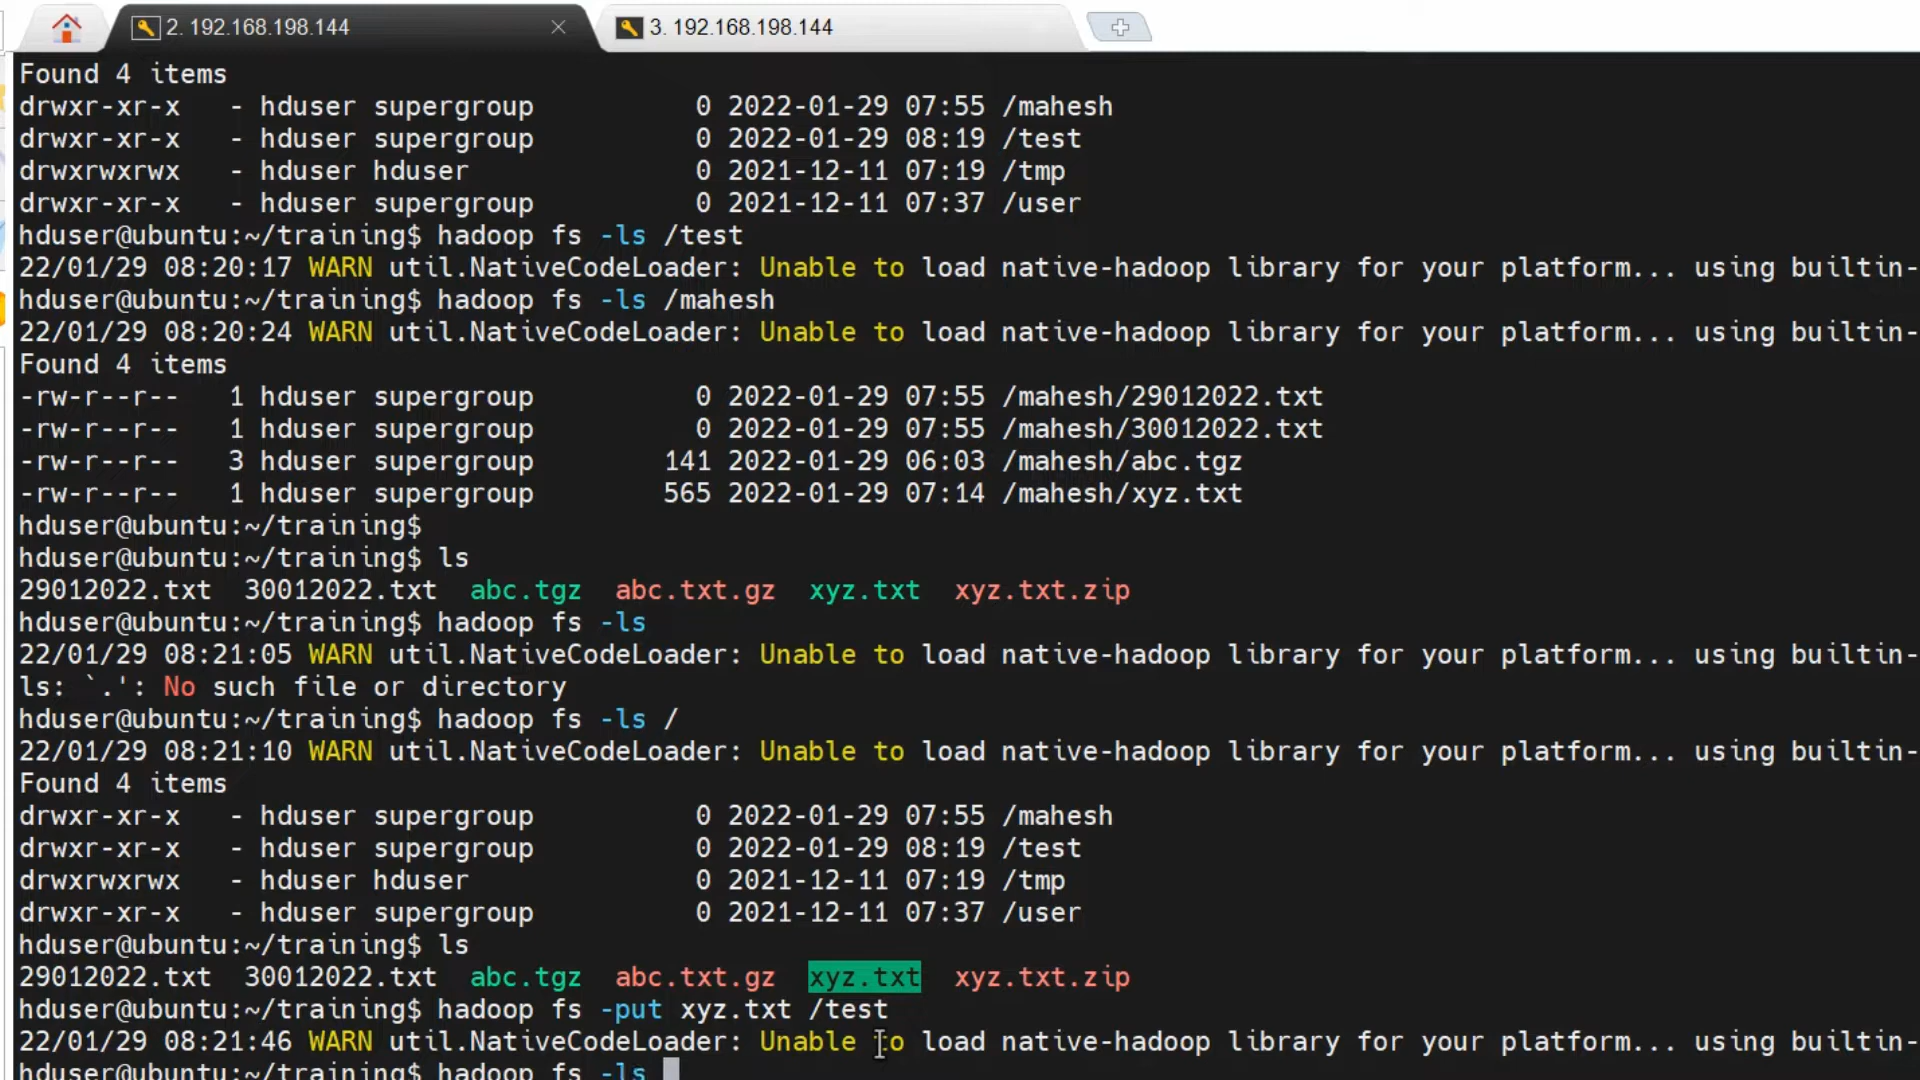 2. 192.168.198.144
3. 192.168.198.144
Found 4 items
drwxr-xr-x   - hduser supergroup          0 2022-01-29 07:55 /mahesh
drwxr-xr-x   - hduser supergroup          0 2022-01-29 08:19 /test
drwxrwxrwx   - hduser hduser              0 2021-12-11 07:19 /tmp
drwxr-xr-x   - hduser supergroup          0 2021-12-11 07:37 /user
hduser@ubuntu:~/training$ hadoop fs -ls /test
22/01/29 08:20:17 WARN util.NativeCodeLoader: Unable to load native-hadoop library for your platform... using builtin-
hduser@ubuntu:~/training$ hadoop fs -ls /mahesh
22/01/29 08:20:24 WARN util.NativeCodeLoader: Unable to load native-hadoop library for your platform... using builtin-
Found 4 items
-rw-r--r--   1 hduser supergroup          0 2022-01-29 07:55 /mahesh/29012022.txt
-rw-r--r--   1 hduser supergroup          0 2022-01-29 07:55 /mahesh/30012022.txt
-rw-r--r--   3 hduser supergroup        141 2022-01-29 06:03 /mahesh/abc.tgz
-rw-r--r--   1 hduser supergroup        565 2022-01-29 07:14 /mahesh/xyz.txt
hduser@ubuntu:~/training$
hduser@ubuntu:~/training$ ls
29012022.txt  30012022.txt  abc.tgz  abc.txt.gz  xyz.txt  xyz.txt.zip
hduser@ubuntu:~/training$ hadoop fs -ls
22/01/29 08:21:05 WARN util.NativeCodeLoader: Unable to load native-hadoop library for your platform... using builtin-
ls: `.': No such file or directory
hduser@ubuntu:~/training$ hadoop fs -ls /
22/01/29 08:21:10 WARN util.NativeCodeLoader: Unable to load native-hadoop library for your platform... using builtin-
Found 4 items
drwxr-xr-x   - hduser supergroup          0 2022-01-29 07:55 /mahesh
drwxr-xr-x   - hduser supergroup          0 2022-01-29 08:19 /test
drwxrwxrwx   - hduser hduser              0 2021-12-11 07:19 /tmp
drwxr-xr-x   - hduser supergroup          0 2021-12-11 07:37 /user
hduser@ubuntu:~/training$ ls
29012022.txt  30012022.txt  abc.tgz  abc.txt.gz  xyz.txt  xyz.txt.zip
hduser@ubuntu:~/training$ hadoop fs -put xyz.txt /test
22/01/29 08:21:46 WARN util.NativeCodeLoader: Unable to load native-hadoop library for your platform... using builtin-
hduser@ubuntu:~/training$ hadoop fs -ls